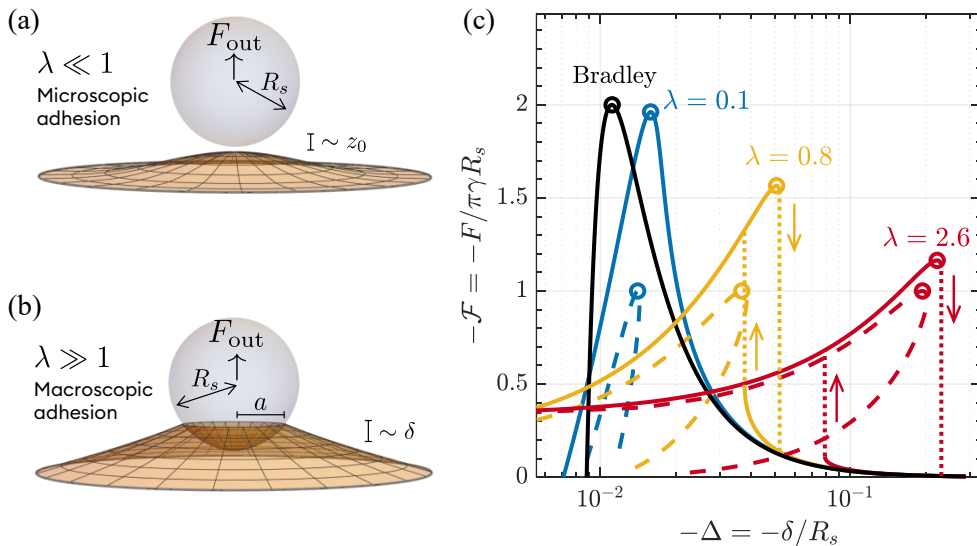 (a)
λ ≪ 1
Microscopic
adhesion
F_out
R_s
I ∼ z_0
(b)
λ ≫ 1
Macroscopic
adhesion
F_out
R_s
a
I ∼ δ
(c)
Bradley
λ = 0.1
λ = 0.8
λ = 2.6
2
1.5
1
0.5
0
10^{-2}
10^{-1}
−ℱ = −F/πγR_s
−Δ = −δ/R_s